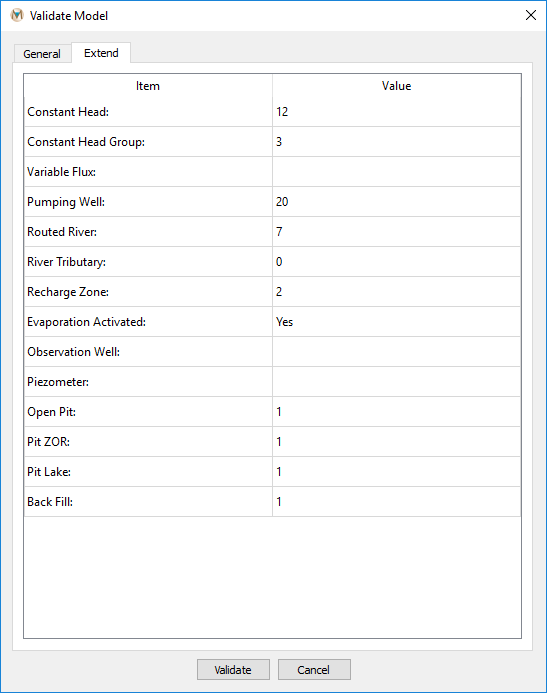 Validate Model
General Extend
Item Value
Constant Head: 12
Constant Head Group: 3
Variable Flux:
Pumping Well: 20
Routed River: 7
River Tributary: 0
Recharge Zone: 2
Evaporation Activated: Yes
Observation Well:
Piezometer:
Open Pit: 1
Pit ZOR: 1
Pit Lake: 1
Back Fill: 1
Validate Cancel